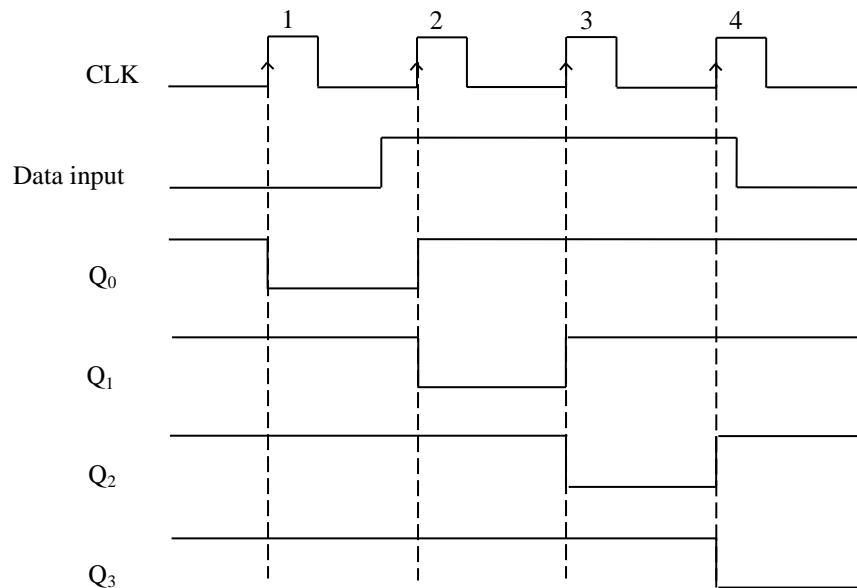 1 2 3 4
CLK
Data input
Q₀
Q₁
Q₂
Q₃